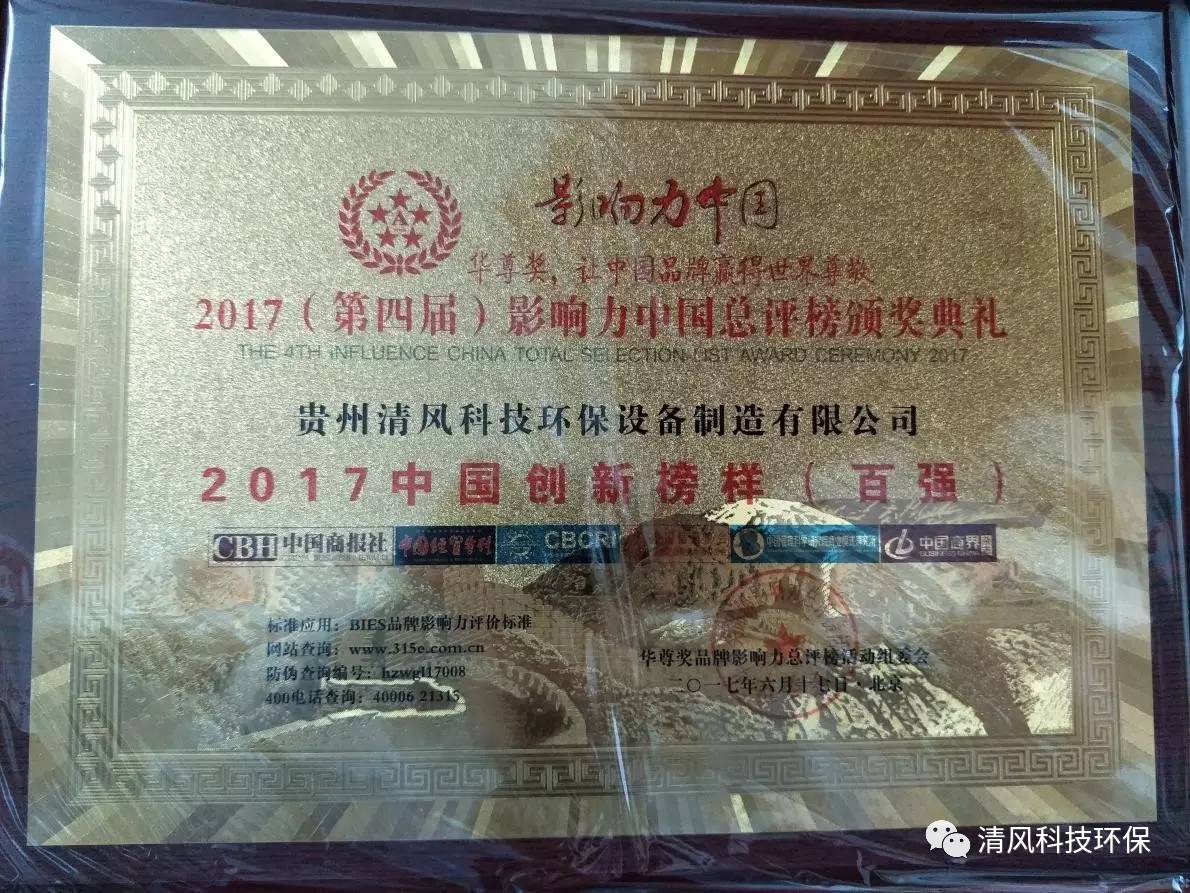 影响力中国
华尊奖,让中国品牌赢得世界尊敬
2017(第四届)影响力中国总评榜颁奖典礼
THE 4TH INFLUENCE CHINA TOTAL SELECTION LIST AWARD CEREMONY 2017
贵州清风科技环保设备制造有限公司
2017中国创新榜样(百强)
CBH 中国商报社 中国经贸导刊 CBCRI 中国商界
标准应用:BIES品牌影响力评价标准
网站查询:www.315e.com.cn
防伪查询编号:hzwgl17008
400电话查询:40006 21315
华尊奖品牌影响力总评榜活动组委会
二〇一七年六月十七日·北京
清风科技环保